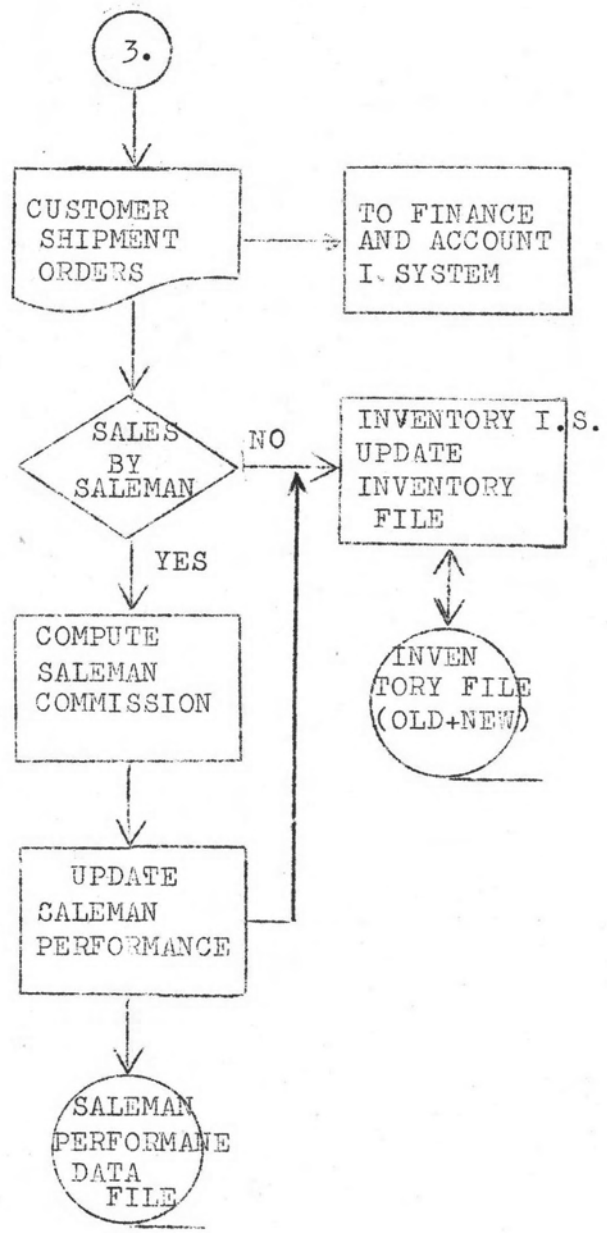 3.
CUSTOMER
SHIPMENT
ORDERS
TO FINANCE
AND ACCOUNT
I. SYSTEM
SALES
BY
SALEMAN
NO
INVENTORY I.S.
UPDATE
INVENTORY
FILE
YES
COMPUTE
SALEMAN
COMMISSION
INVEN
TORY FILE
(OLD+NEW)
UPDATE
SALEMAN
PERFORMANCE
SALEMAN
PERFORMANE
DATA
FILE